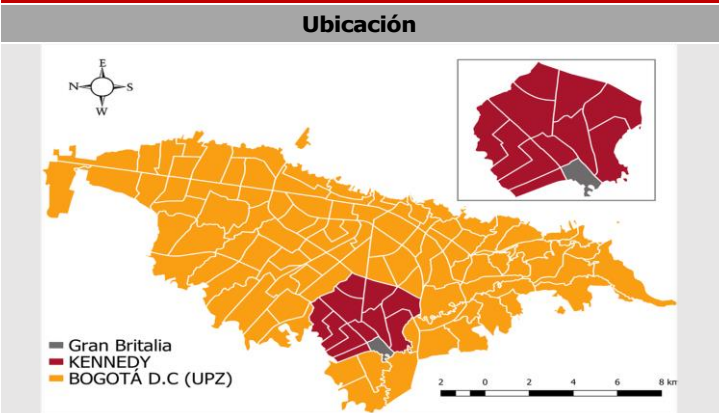 Ubicación
E
N S
W
Gran Britalia
KENNEDY
BOGOTÁ D.C (UPZ)
2 0 2 4 6 8 km